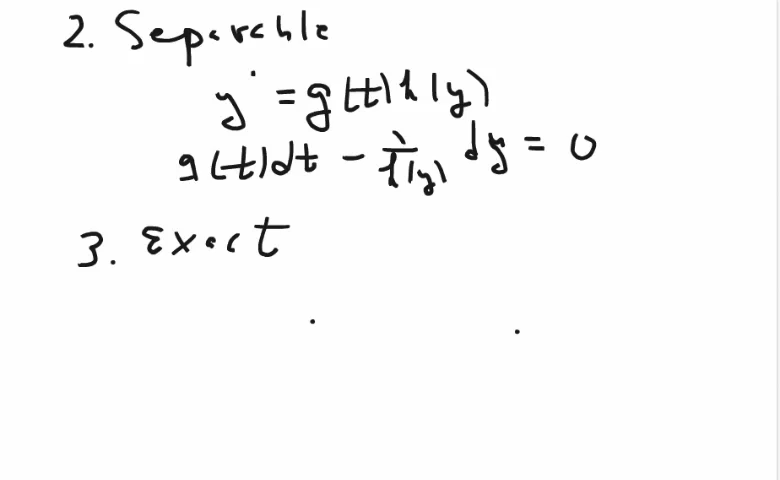 2. Separable
y' = g(t)h(y)
g(t)dt - 1/h(y) dy = 0
3. Exact